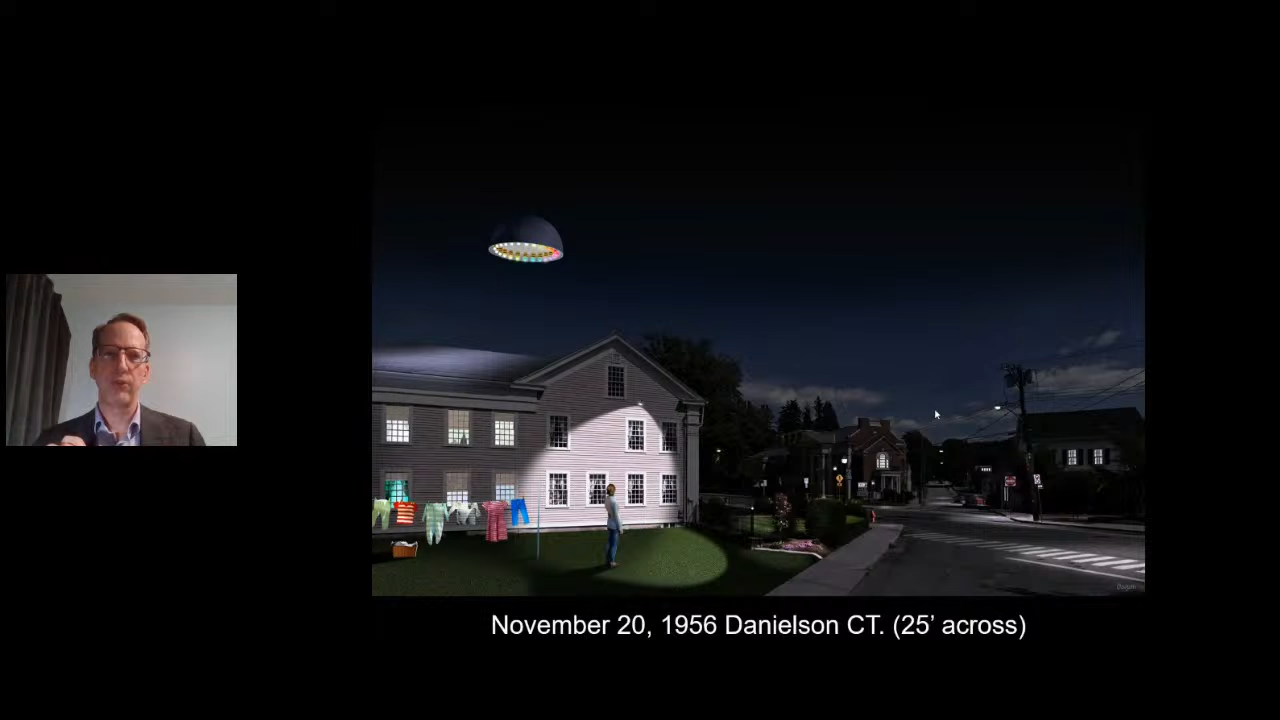 November 20, 1956 Danielson CT. (25’ across)